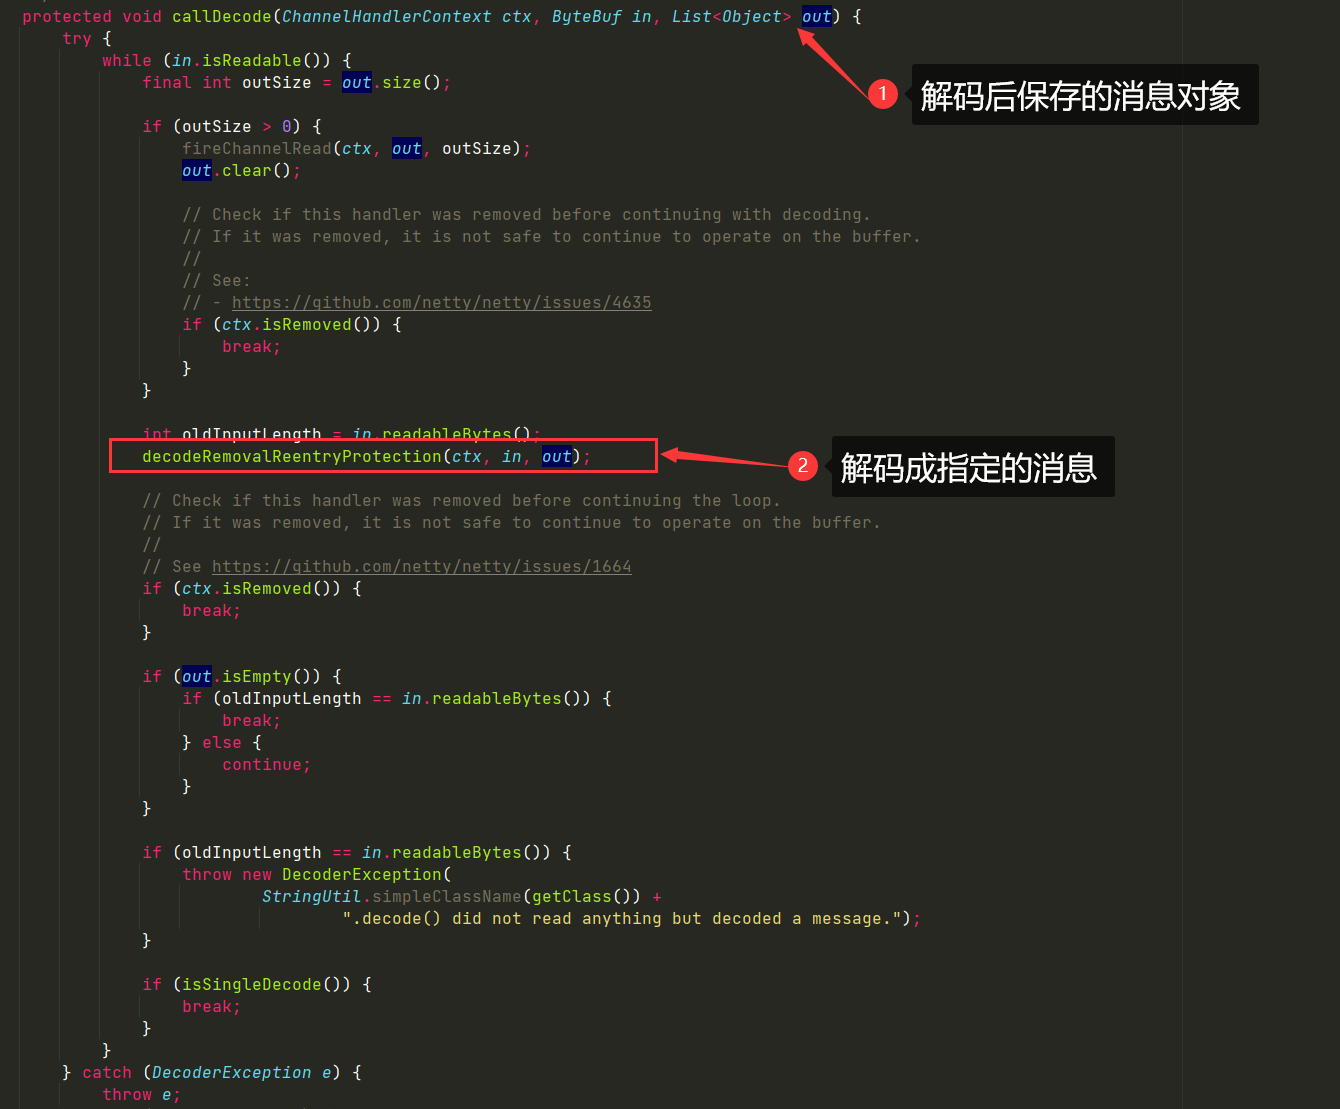 protected void callDecode(ChannelHandlerContext ctx, ByteBuf in, List<Object> out) {
try {
while (in.isReadable()) {
final int outSize = out.size();
1 解码后保存的消息对象
if (outSize > 0) {
fireChannelRead(ctx, out, outSize);
out.clear();
// Check if this handler was removed before continuing with decoding.
// If it was removed, it is not safe to continue to operate on the buffer.
//
// See:
// - https://github.com/netty/netty/issues/4635
if (ctx.isRemoved()) {
break;
}
}
int oldInputLength = in.readableBytes();
decodeRemovalReentryProtection(ctx, in, out);
2 解码成指定的消息
// Check if this handler was removed before continuing the loop.
// If it was removed, it is not safe to continue to operate on the buffer.
//
// See https://github.com/netty/netty/issues/1664
if (ctx.isRemoved()) {
break;
}
if (out.isEmpty()) {
if (oldInputLength == in.readableBytes()) {
break;
} else {
continue;
}
}
if (oldInputLength == in.readableBytes()) {
throw new DecoderException(
StringUtil.simpleClassName(getClass()) +
".decode() did not read anything but decoded a message.");
}
if (isSingleDecode()) {
break;
}
}
} catch (DecoderException e) {
throw e;